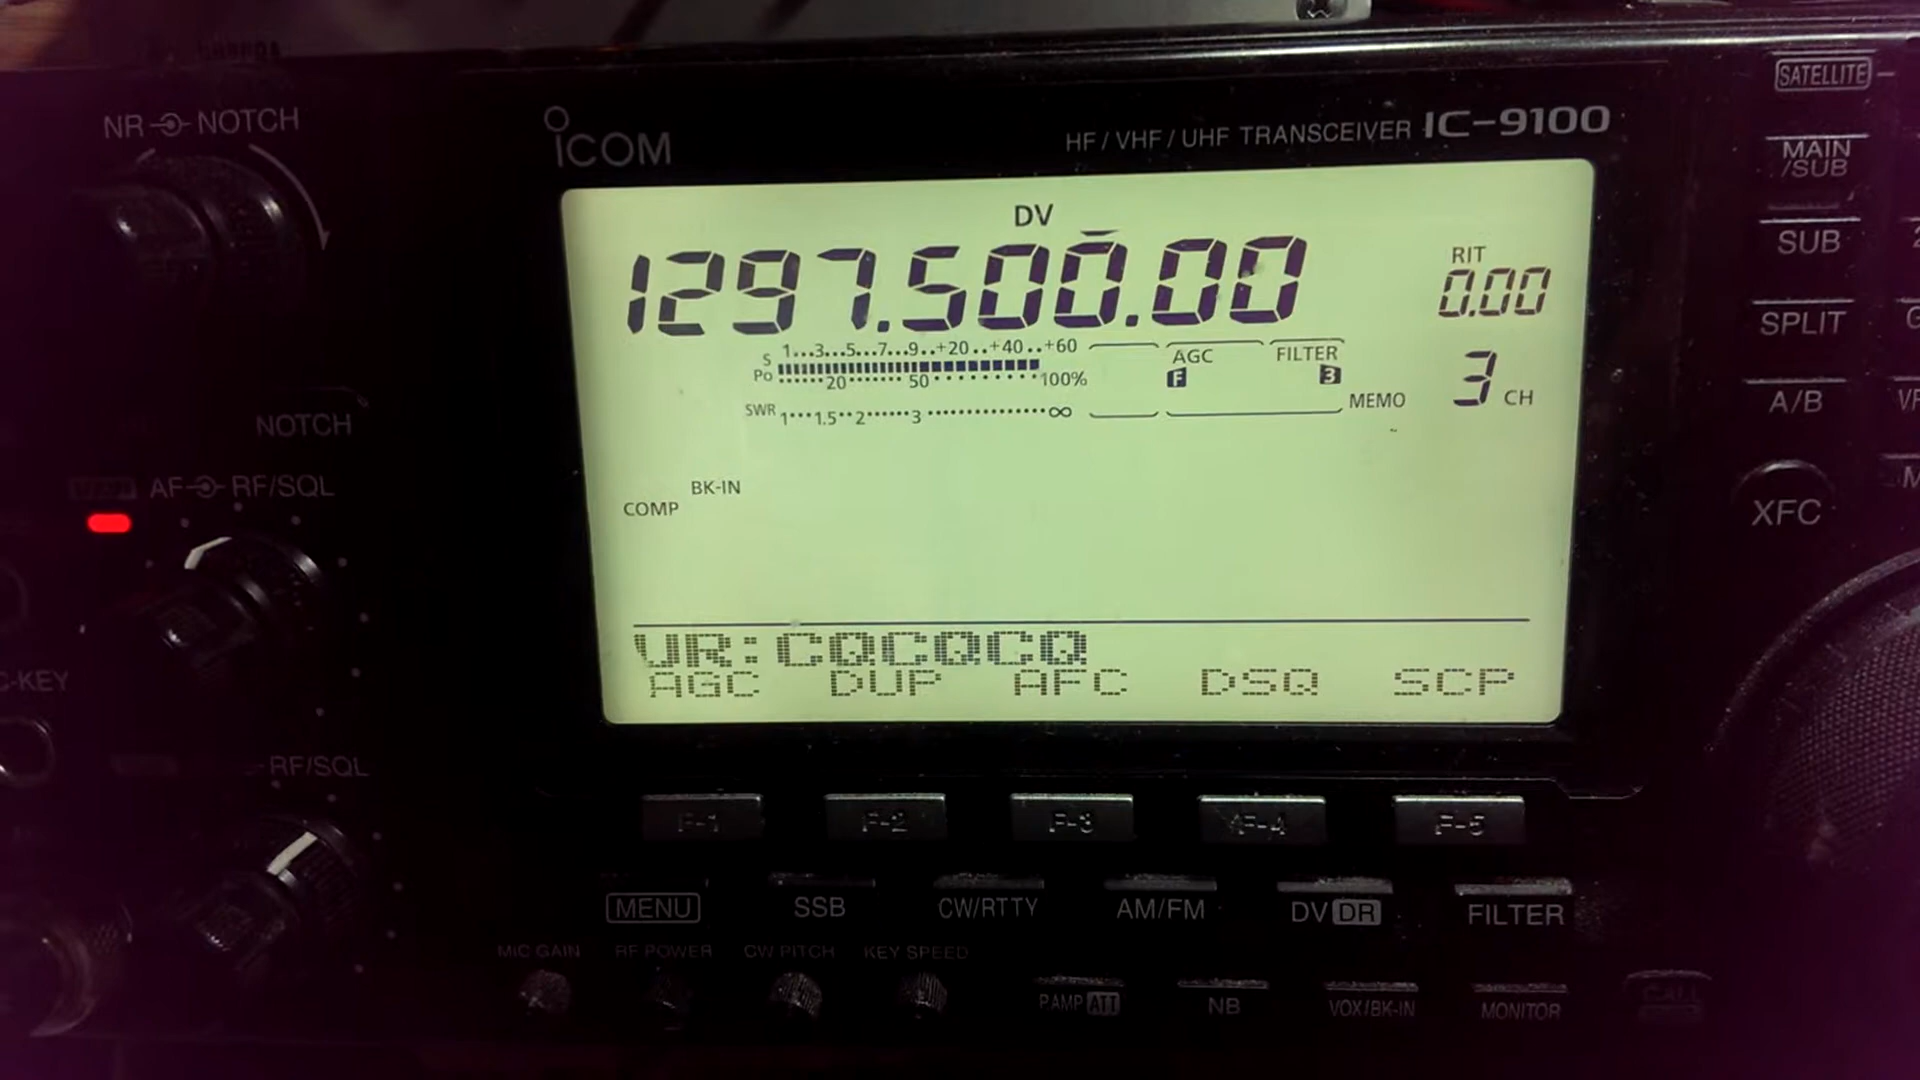 SATELLITE
NR NOTCH
ICOM
HF/VHF/UHF TRANSCEIVER IC-9100
MAIN
/SUB
DV
1297.500.00
RIT
0.00
SUB
S 1...3...5...7...9..+20..+40..+60
Po 20 50 100%
AGC FILTER
F 3
SPLIT
SWR 1 1.5 2 3 ∞
MEMO 3 CH
A/B
NOTCH
AF RF/SQL
BK-IN
COMP
XFC
UR:CQCQCQ
AGC DUP AFC DSQ SCP
C-KEY
RF/SQL
F-1 F-2 F-3 F-4 F-5
MENU SSB CW/RTTY AM/FM DV DR FILTER
MIC GAIN RF POWER CW PITCH KEY SPEED
P.AMP ATT NB VOX/BK-IN MONITOR
CALL